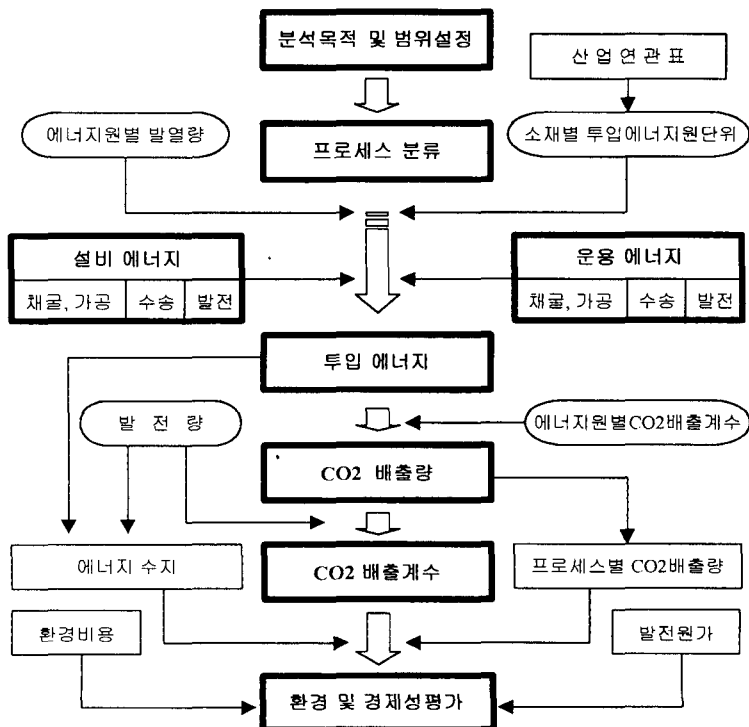 분석목적 및 범위설정
산 업 연 관 표
에너지원별 발열량
프로세스 분류
소재별 투입에너지원단위
설비 에너지
채굴, 가공 수송 발전
운용 에너지
채굴, 가공 수송 발전
투입 에너지
발 전 량
에너지원별CO2배출계수
CO2 배출량
에너지 수지
CO2 배출계수
프로세스별 CO2배출량
환경비용
발전원가
환경 및 경제성평가